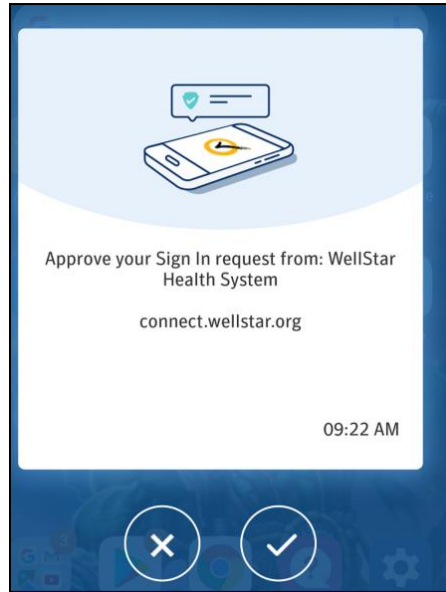 Approve your Sign In request from: WellStar
Health System
connect.wellstar.org
09:22 AM